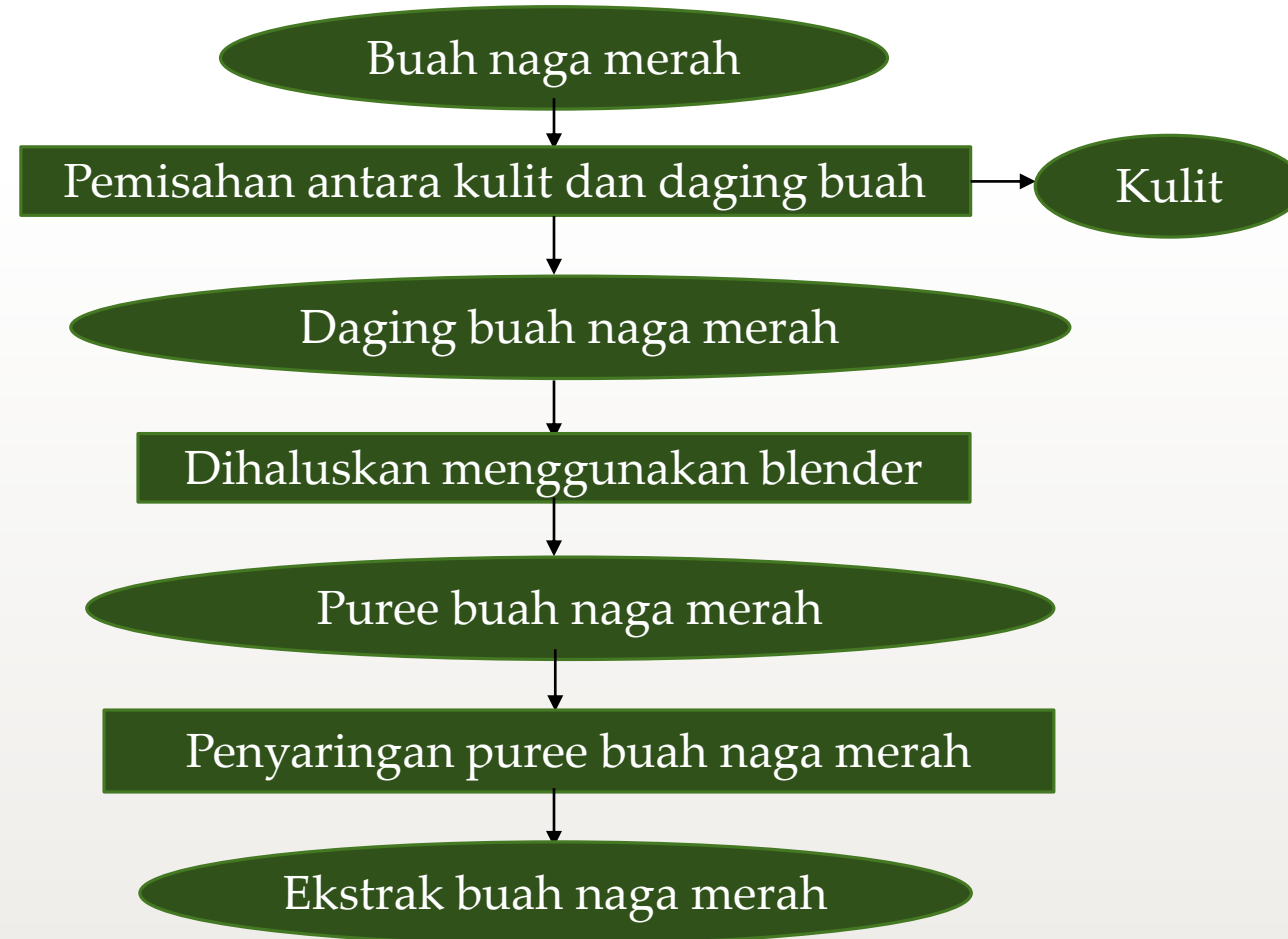 Buah naga merah
Pemisahan antara kulit dan daging buah
Kulit
Daging buah naga merah
Dihaluskan menggunakan blender
Puree buah naga merah
Penyaringan puree buah naga merah
Ekstrak buah naga merah